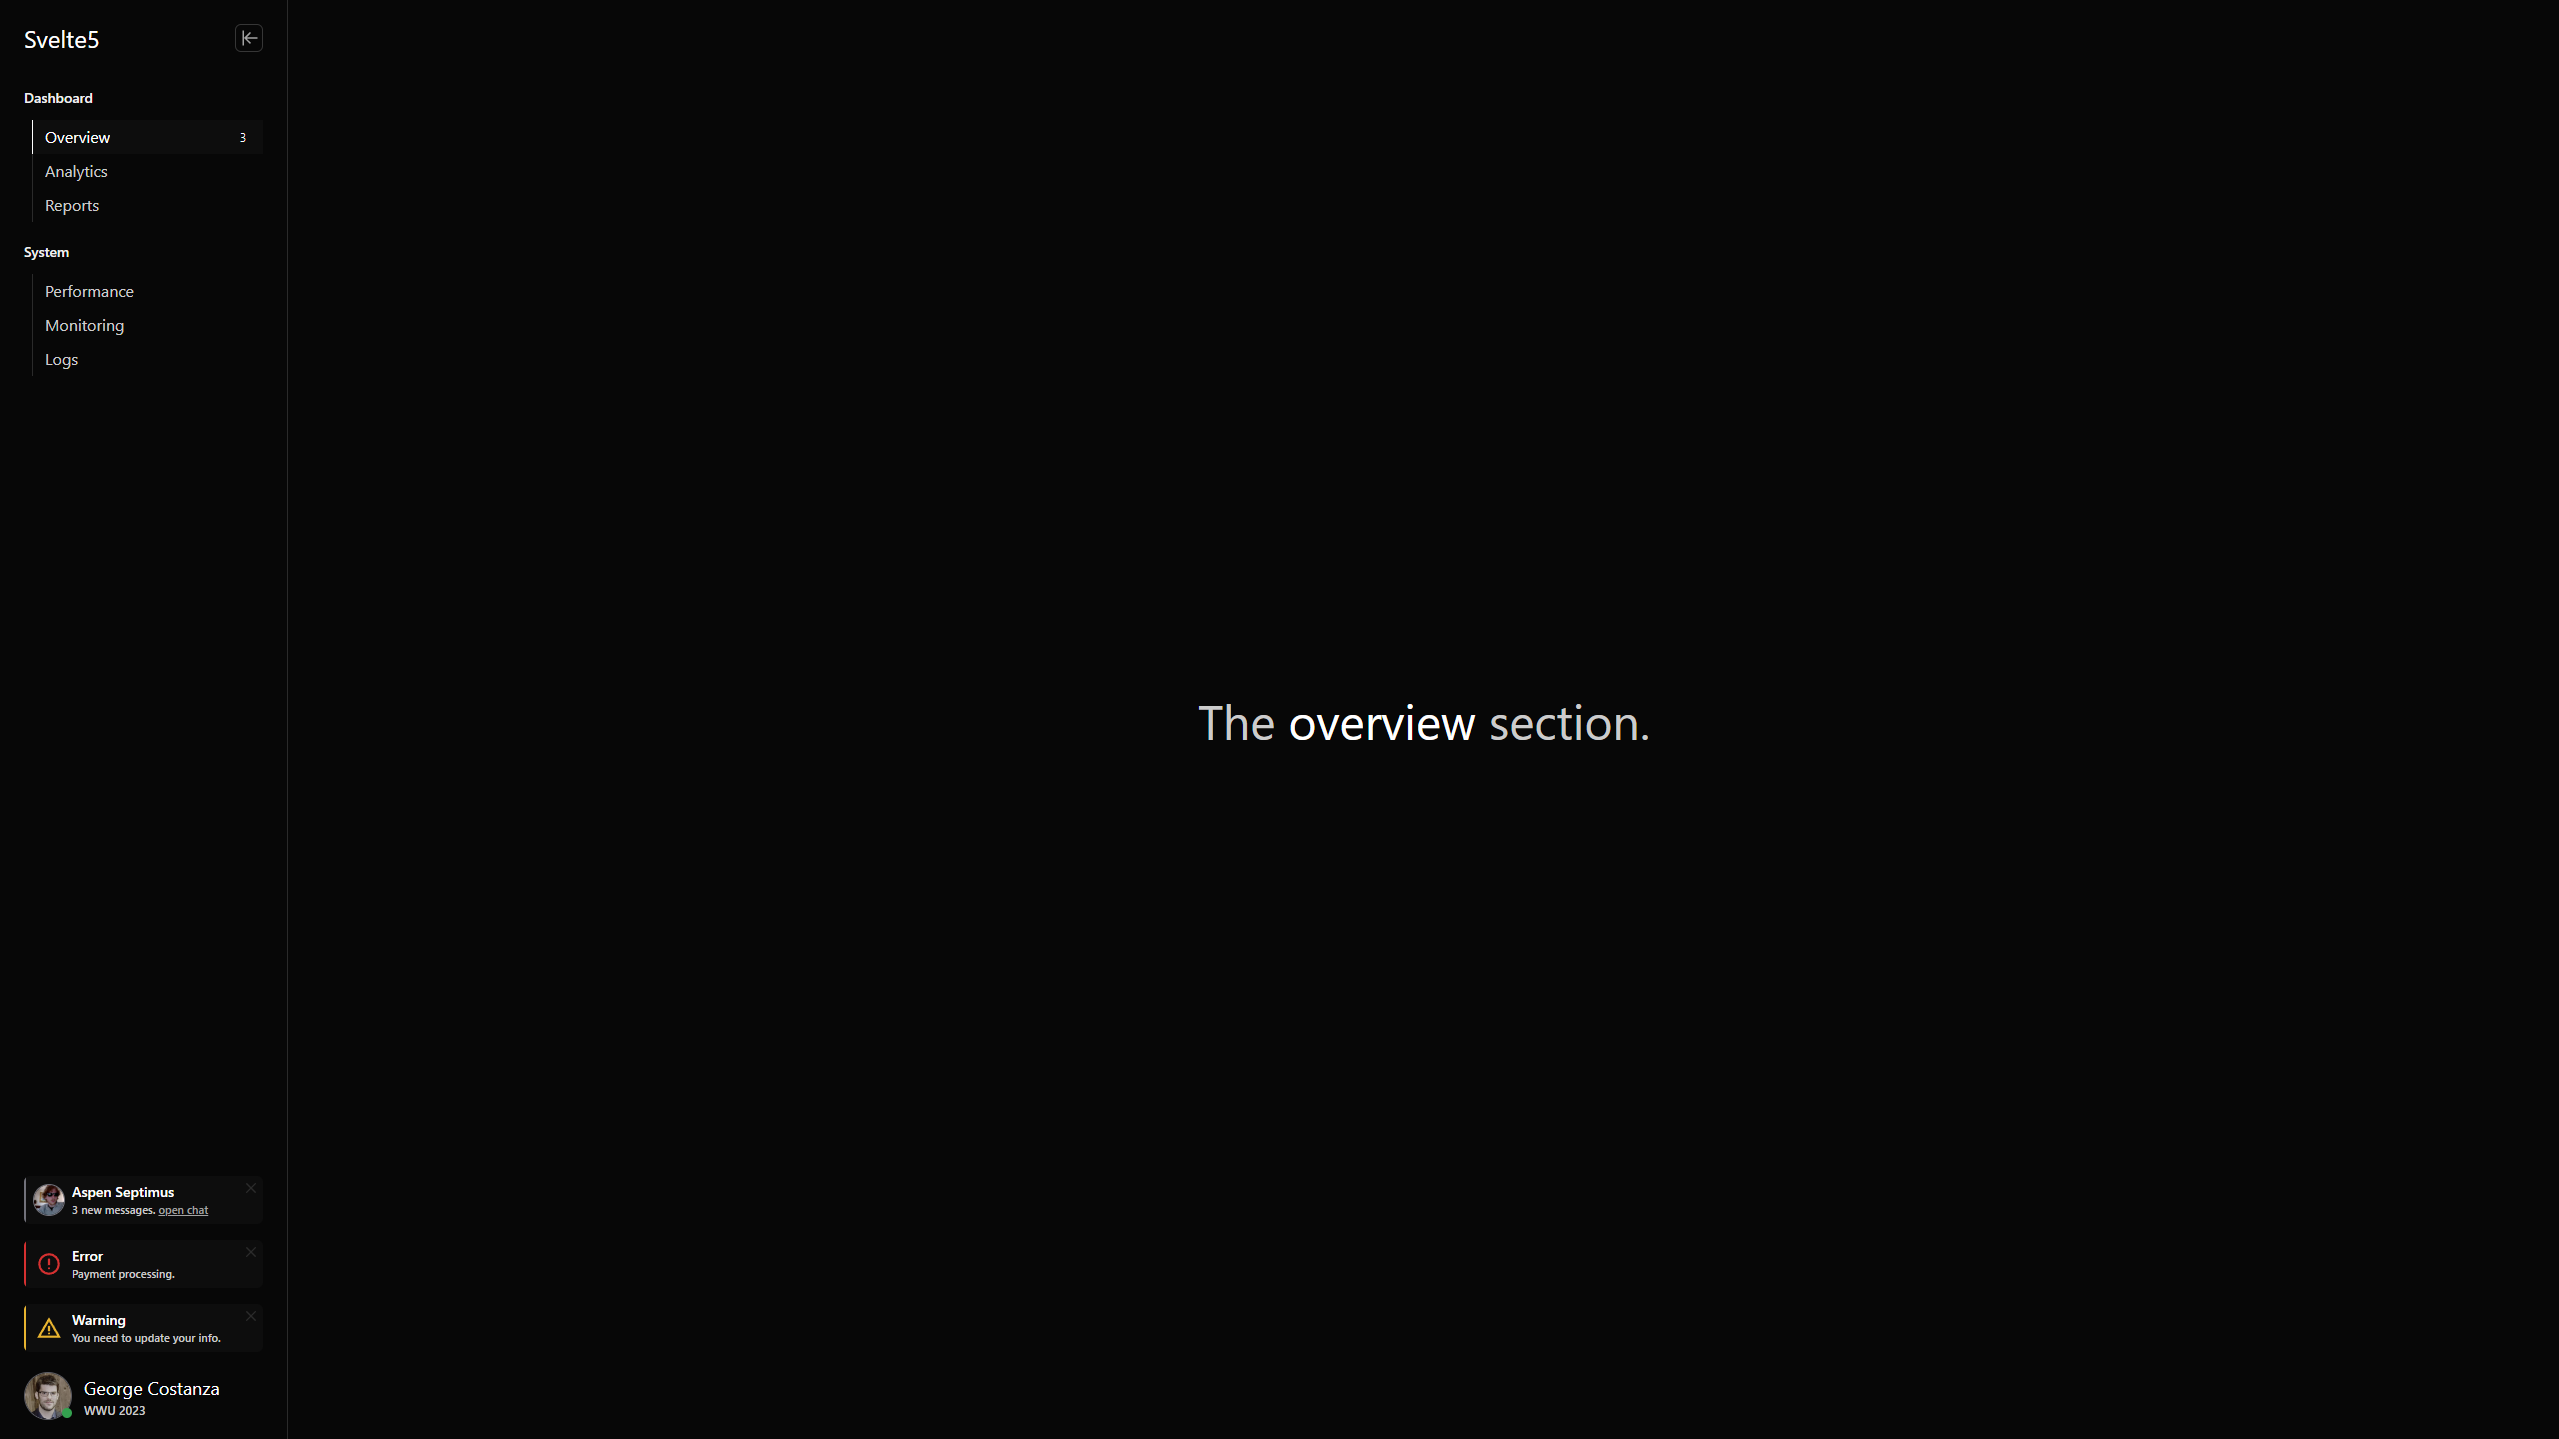 Svelte5
Dashboard
Overview 3
Analytics
Reports
System
Performance
Monitoring
Logs
The overview section.
Aspen Septimus
3 new messages. open chat
Error
Payment processing.
Warning
You need to update your info.
George Costanza
WWU 2023